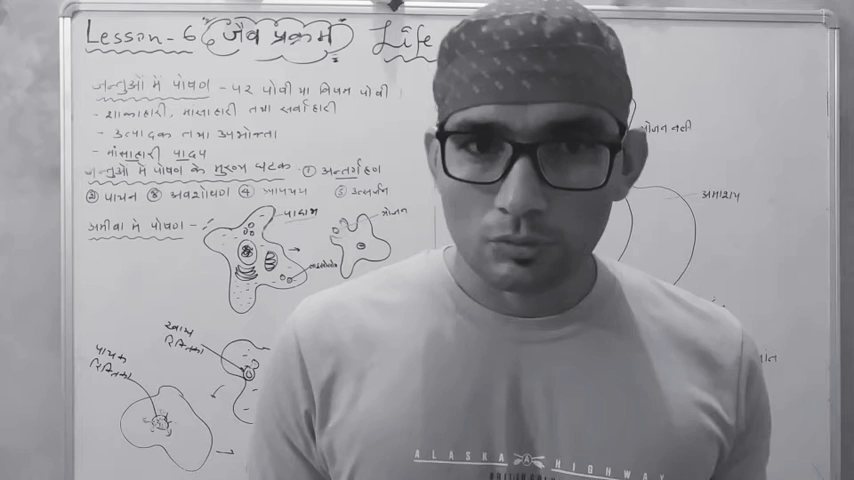 Lesson-6 जैव प्रक्रम Life
जन्तुओं में पोषण - पर पोषी या विषम पोषी
- शाकाहारी, मांसाहारी तथा सर्वाहारी
- उत्पादक तथा उपभोक्ता
- मांसाहारी पादप
जन्तुओं में पोषण के मुख्य घटक - ① अन्तर्ग्रहण
② पाचन ③ अवशोषण ④ ⑤ उत्सर्जन
अमीबा में पोषण -
पादाभ
भोजन
खाद्य
रिक्तिका
पाचक
रिक्तिका
भोजन नली
आमाशय
ALASKA HIGHWAY